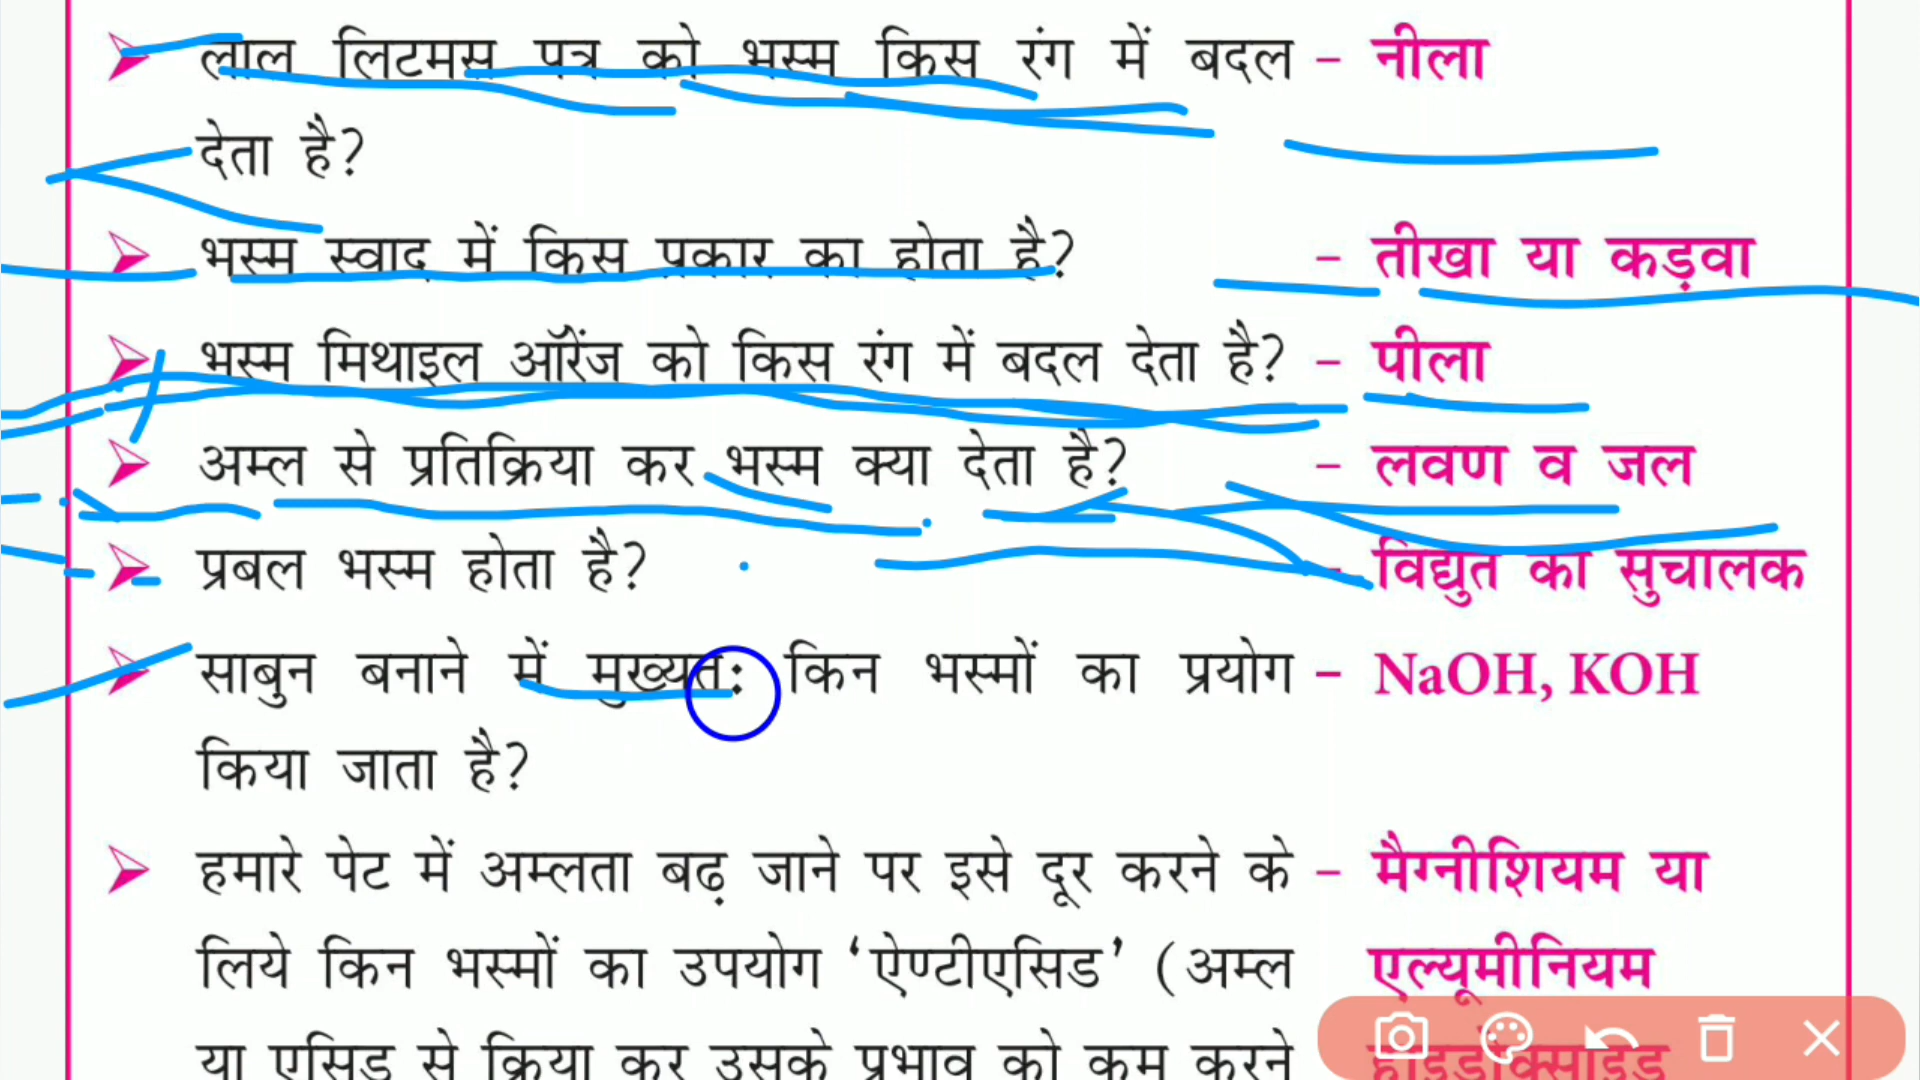 लाल लिटमस पत्र को भस्म किस रंग में बदल – नीला
देता है?
भस्म स्वाद में किस प्रकार का होता है? – तीखा या कड़वा
भस्म मिथाइल ऑरेंज को किस रंग में बदल देता है? – पीला
अम्ल से प्रतिक्रिया कर भस्म क्या देता है? – लवण व जल
प्रबल भस्म होता है? – विद्युत का सुचालक
साबुन बनाने में मुख्यतः किन भस्मों का प्रयोग – NaOH, KOH
किया जाता है?
हमारे पेट में अम्लता बढ़ जाने पर इसे दूर करने के – मैग्नीशियम या
लिये किन भस्मों का उपयोग ‘ऐण्टीएसिड’ (अम्ल एल्यूमीनियम
या एसिड से क्रिया कर उसके प्रभाव को कम करने हाइड्रॉक्साइड